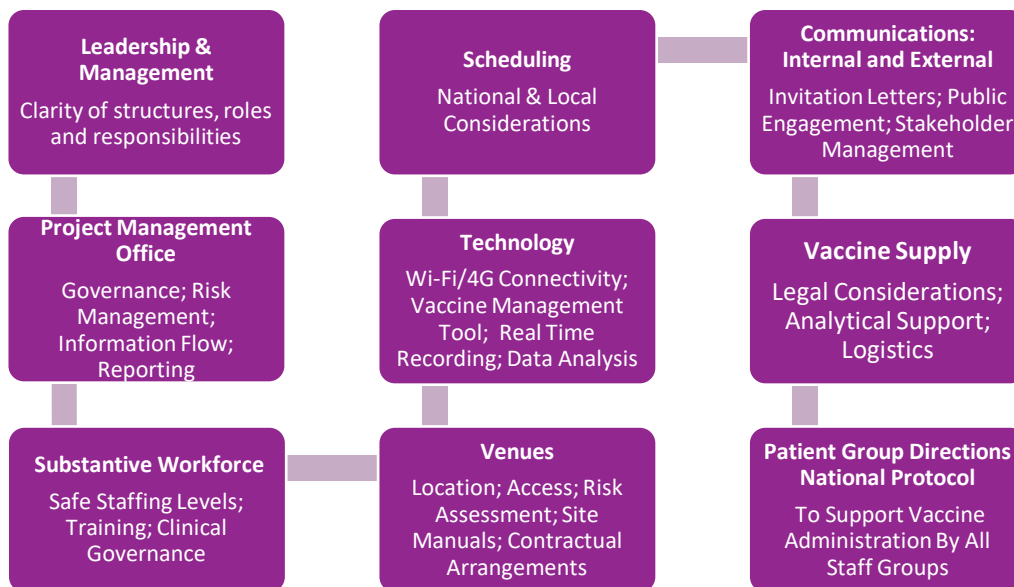 Leadership &
Management
Clarity of structures, roles
and responsibilities
Project Management
Office
Governance; Risk
Management;
Information Flow;
Reporting
Substantive Workforce
Safe Staffing Levels;
Training; Clinical
Governance
Venues
Location; Access; Risk
Assessment; Site
Manuals; Contractual
Arrangements
Technology
Wi-Fi/4G Connectivity;
Vaccine Management
Tool;  Real Time
Recording; Data Analysis
Scheduling
National & Local
Considerations
Communications:
Internal and External
Invitation Letters; Public
Engagement; Stakeholder
Management
Vaccine Supply
Legal Considerations;
Analytical Support;
Logistics
Patient Group Directions
National Protocol
To Support Vaccine
Administration By All
Staff Groups